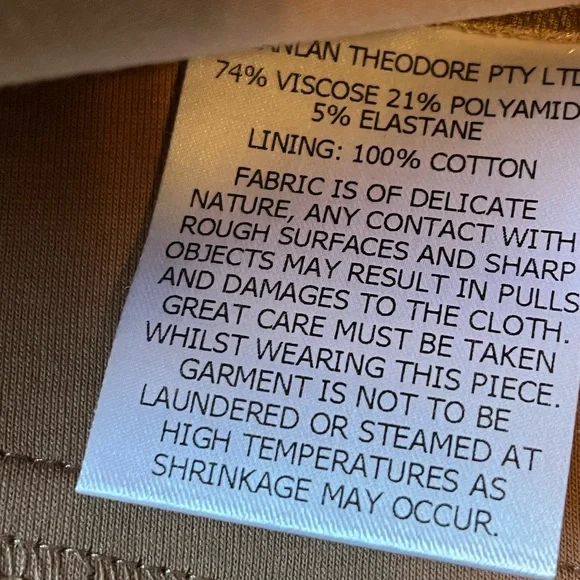 THEODORE PTY LTD
74% VISCOSE 21% POLYAMID
5% ELASTANE
LINING: 100% COTTON
FABRIC IS OF DELICATE
NATURE, ANY CONTACT WITH
ROUGH SURFACES AND SHARP
OBJECTS MAY RESULT IN PULLS
AND DAMAGES TO THE CLOTH.
GREAT CARE MUST BE TAKEN
WHILST WEARING THIS PIECE.
GARMENT IS NOT TO BE
LAUNDERED OR STEAMED AT
HIGH TEMPERATURES AS
SHRINKAGE MAY OCCUR.